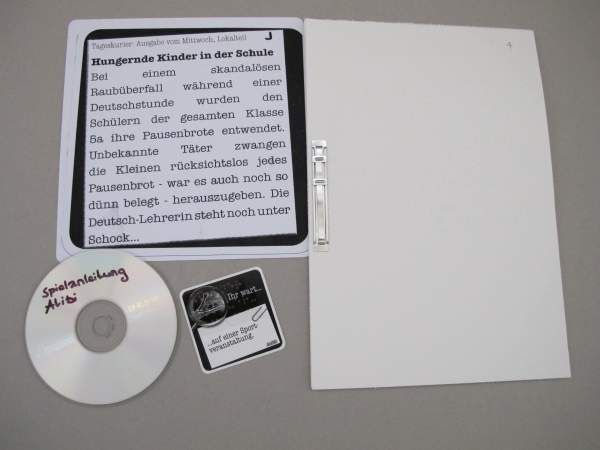 Tageskurier: Ausgabe vom Mittwoch, Lokalteil
J
Hungernde Kinder in der Schule
Bei einem skandalösen
Raubüberfall während einer
Deutschstunde wurden den
Schülern der gesamten Klasse
5a ihre Pausenbrote entwendet.
Unbekannte Täter zwangen
die Kleinen rücksichtslos jedes
Pausenbrot - war es auch noch so
dünn belegt - herauszugeben. Die
Deutsch-Lehrerin steht noch unter
Schock...
4
Spielanleitung
Alibi
Ihr wart...
...auf einer Sport
veranstaltung.